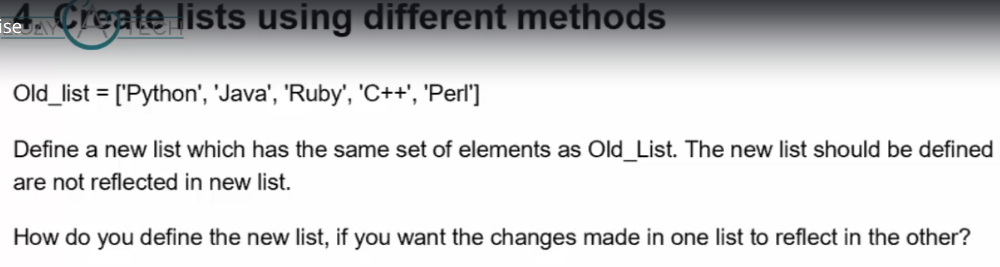 4. Create lists using different methods
ise
TECH
Old_list = ['Python', 'Java', 'Ruby', 'C++', 'Perl']
Define a new list which has the same set of elements as Old_List. The new list should be defined
are not reflected in new list.
How do you define the new list, if you want the changes made in one list to reflect in the other?